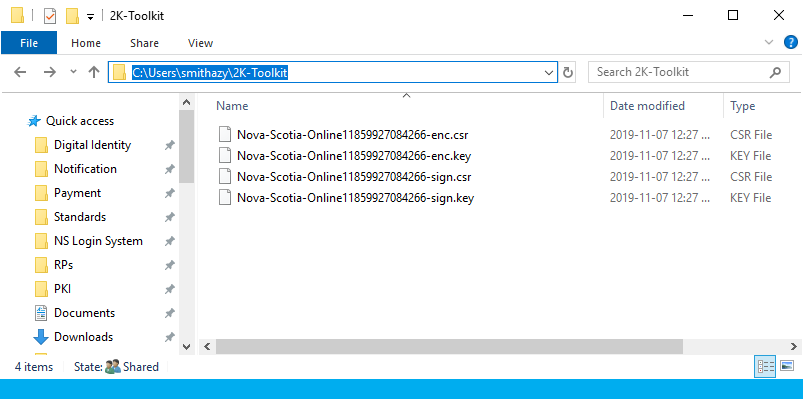 2K-Toolkit
File Home Share View
C:\Users\smithazy\2K-Toolkit Search 2K-Toolkit
Name Date modified Type
Quick access
Digital Identity
Notification
Payment
Standards
NS Login System
RPs
PKI
Documents
Downloads
Nova-Scotia-Online11859927084266-enc.csr 2019-11-07 12:27 ... CSR File
Nova-Scotia-Online11859927084266-enc.key 2019-11-07 12:27 ... KEY File
Nova-Scotia-Online11859927084266-sign.csr 2019-11-07 12:27 ... CSR File
Nova-Scotia-Online11859927084266-sign.key 2019-11-07 12:27 ... KEY File
4 items State: Shared